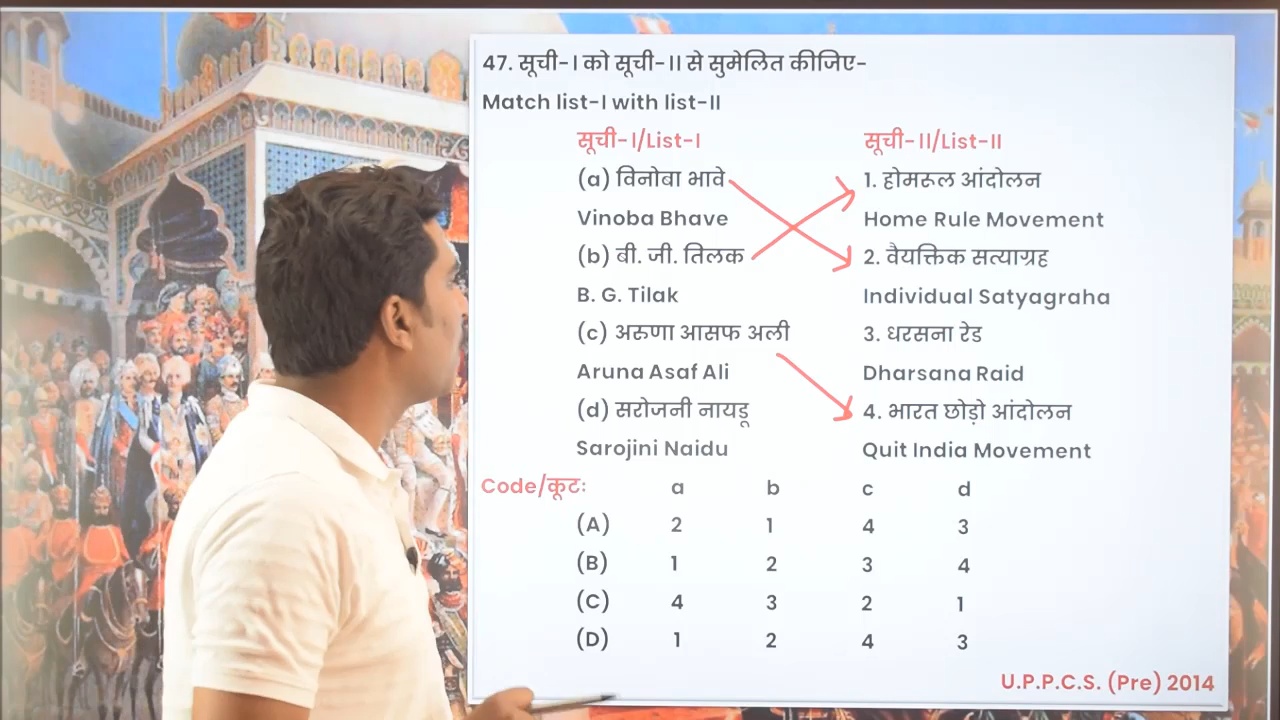 47. सूची-I को सूची-II से सुमेलित कीजिए-
Match list-I with list-II
सूची-I/List-I सूची-II/List-II
(a) विनोबा भावे 1. होमरूल आंदोलन
Vinoba Bhave Home Rule Movement
(b) बी. जी. तिलक 2. वैयक्तिक सत्याग्रह
B. G. Tilak Individual Satyagraha
(c) अरुणा आसफ अली 3. धरसना रेड
Aruna Asaf Ali Dharsana Raid
(d) सरोजनी नायडू 4. भारत छोड़ो आंदोलन
Sarojini Naidu Quit India Movement
Code/कूटः a b c d
(A) 2 1 4 3
(B) 1 2 3 4
(C) 4 3 2 1
(D) 1 2 4 3
U.P.P.C.S. (Pre) 2014